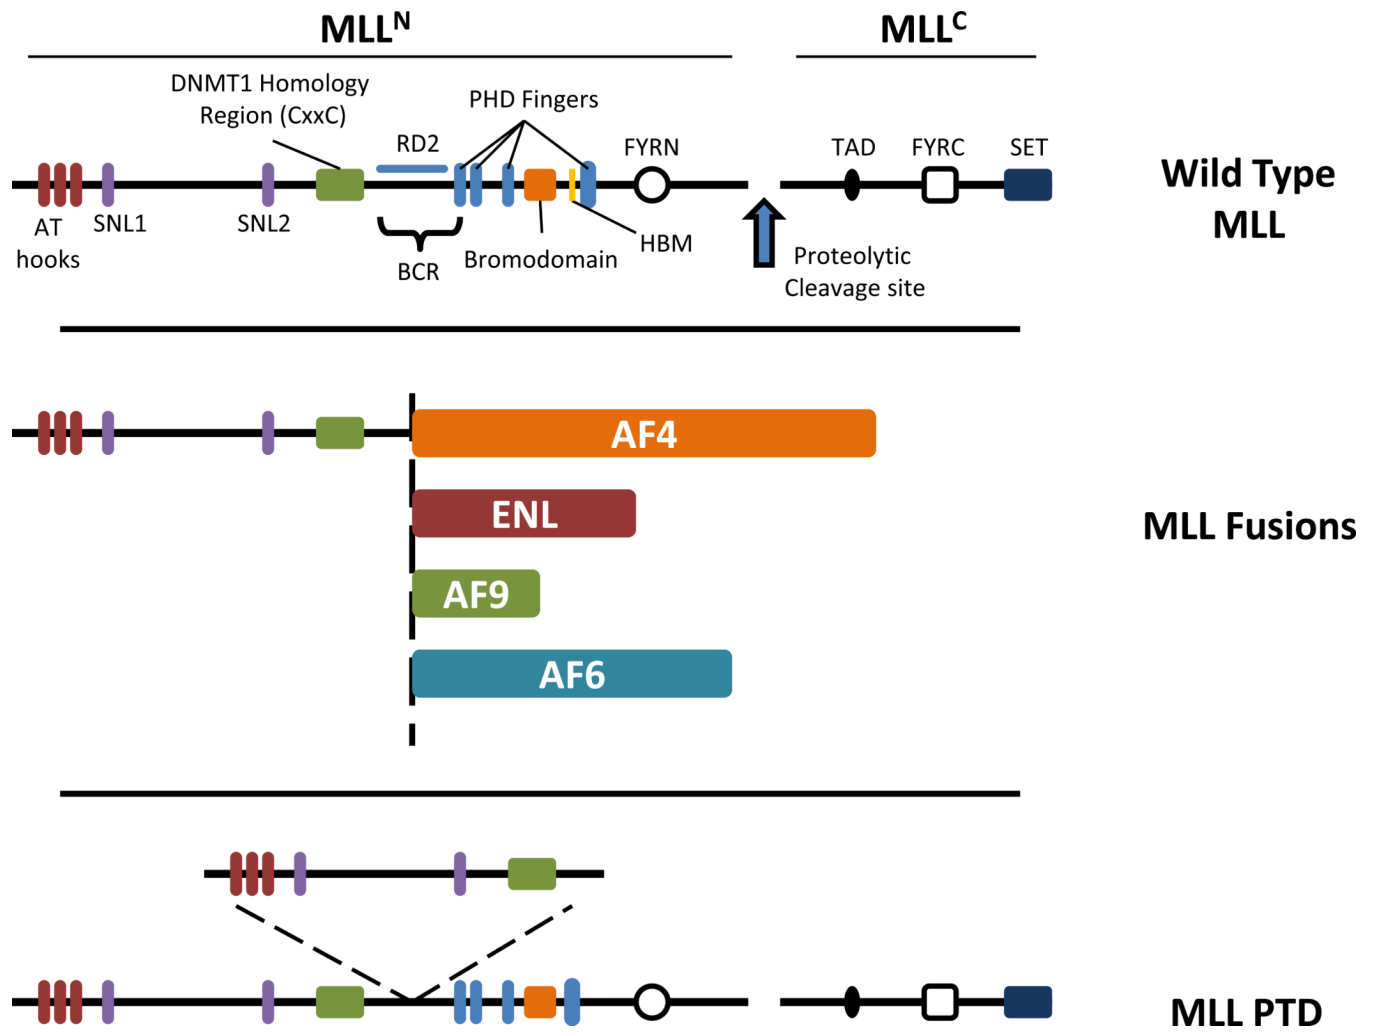 MLLᴺ
MLLᶜ
DNMT1 Homology
Region (CxxC)
RD2
PHD Fingers
FYRN
TAD
FYRC
SET
AT
hooks
SNL1
SNL2
BCR
Bromodomain
HBM
Proteolytic
Cleavage site
Wild Type
MLL
AF4
ENL
AF9
AF6
MLL Fusions
MLL PTD